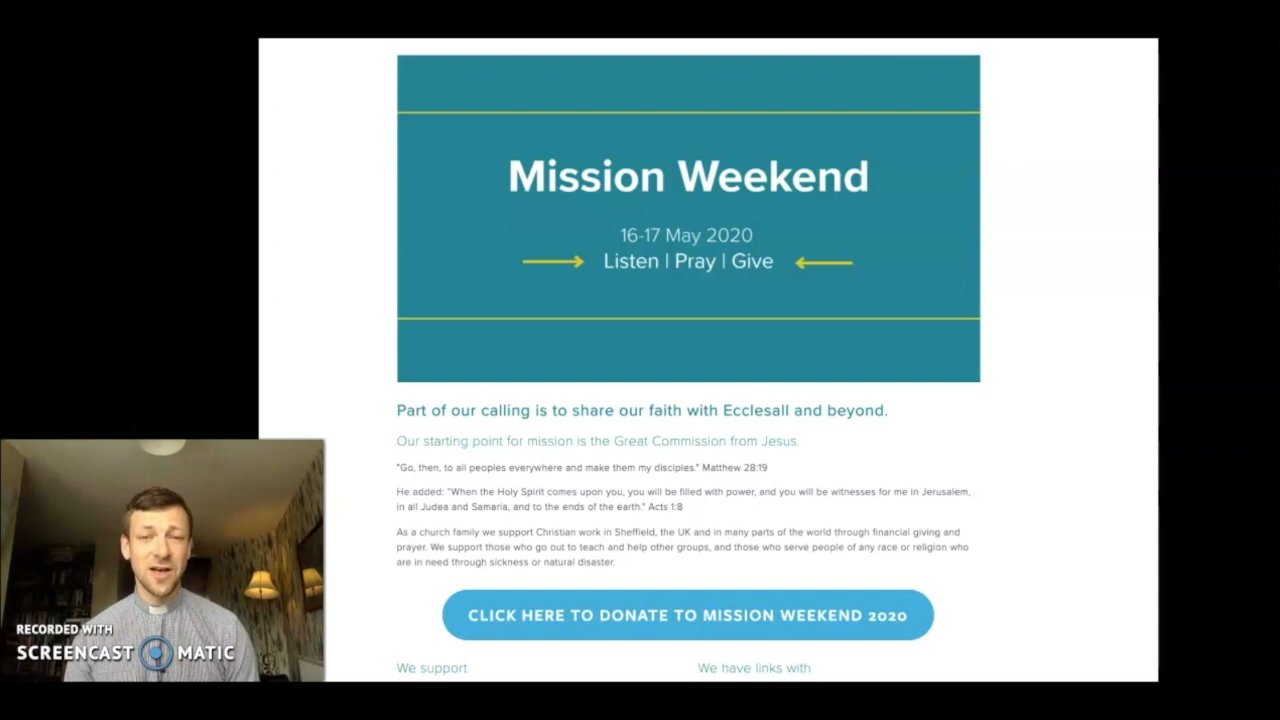 Mission Weekend
16-17 May 2020
Listen | Pray | Give
Part of our calling is to share our faith with Ecclesall and beyond.
Our starting point for mission is the Great Commission from Jesus.
"Go, then, to all peoples everywhere and make them my disciples." Matthew 28:19
He added: "When the Holy Spirit comes upon you, you will be filled with power, and you will be witnesses for me in Jerusalem,
in all Judea and Samaria, and to the ends of the earth." Acts 1:8
As a church family we support Christian work in Sheffield, the UK and in many parts of the world through financial giving and
prayer. We support those who go out to teach and help other groups, and those who serve people of any race or religion who
are in need through sickness or natural disaster.
CLICK HERE TO DONATE TO MISSION WEEKEND 2020
We support
We have links with
RECORDED WITH
SCREENCAST MATIC